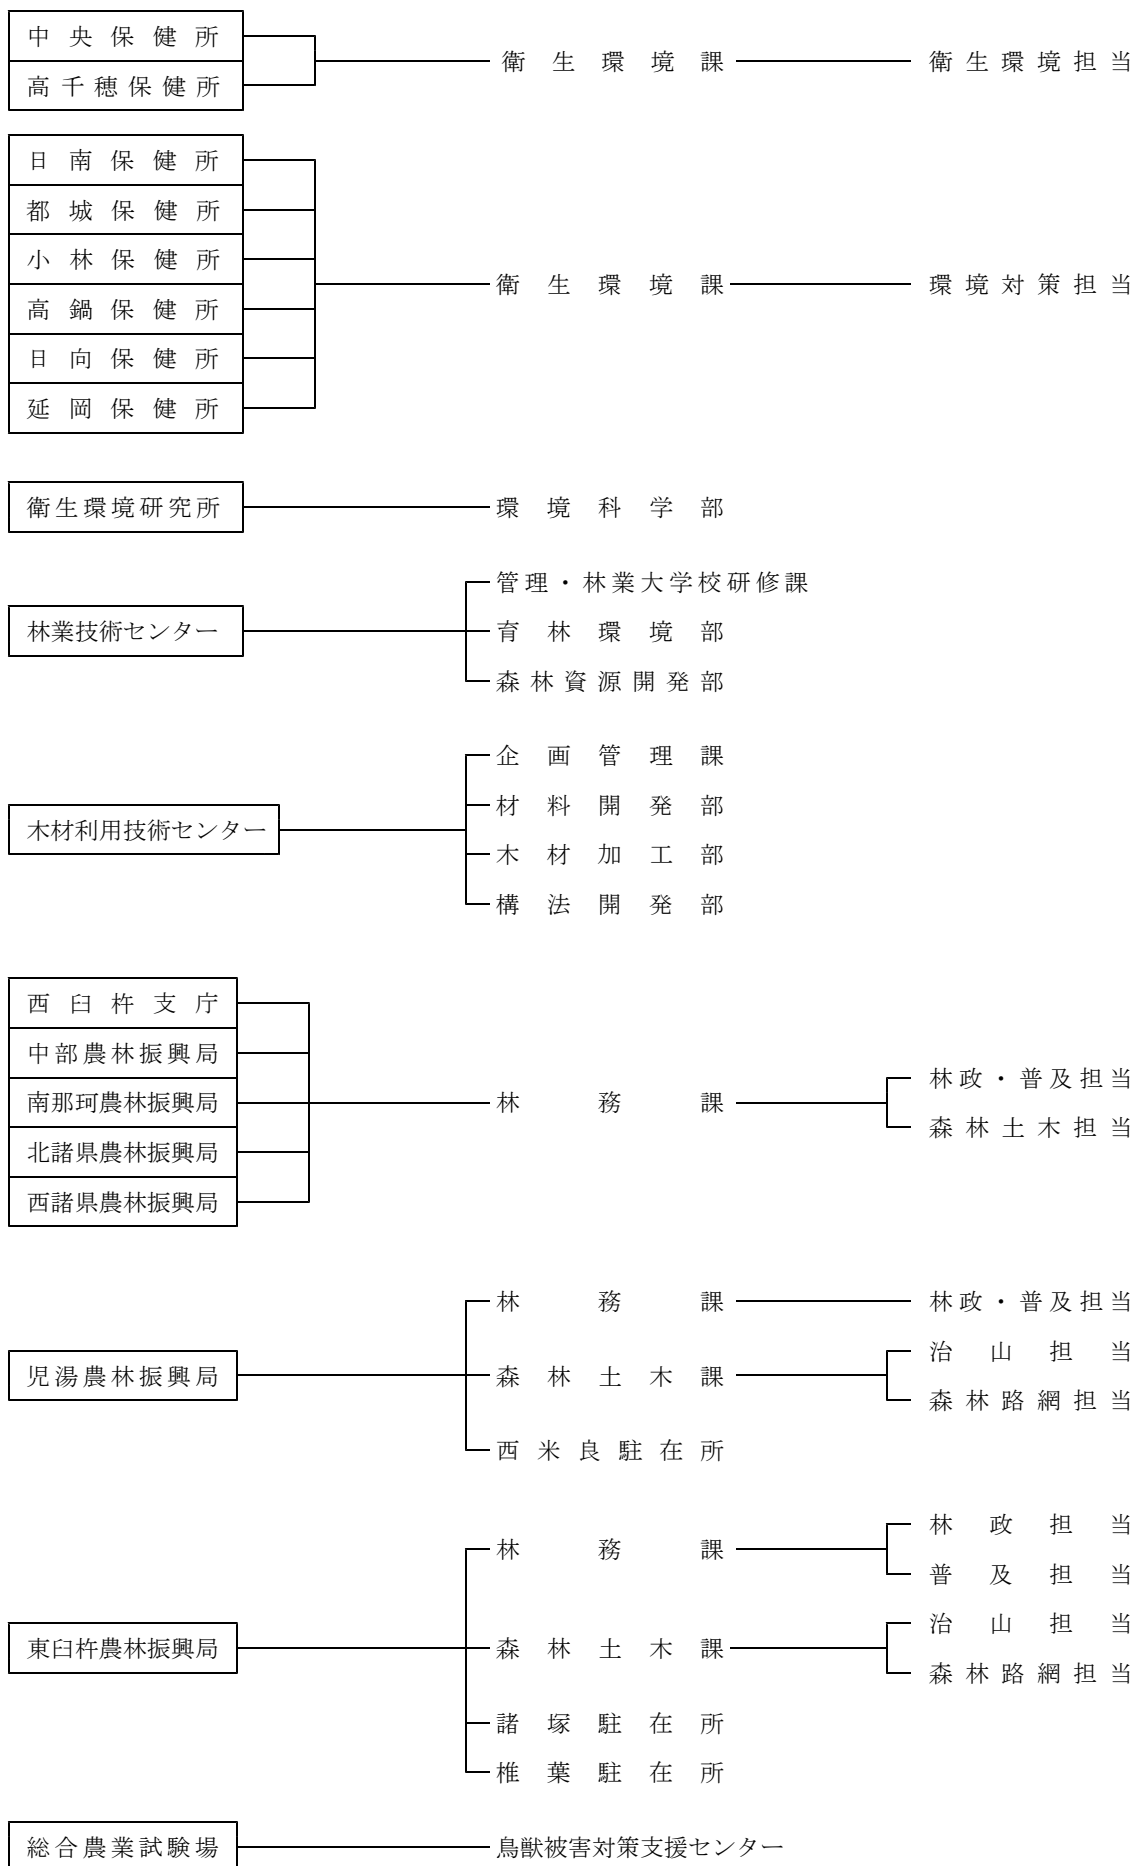 中央保健所
高千穂保健所
衛生環境課
衛生環境担当
日南保健所
都城保健所
小林保健所
高鍋保健所
日向保健所
延岡保健所
衛生環境課
環境対策担当
衛生環境研究所
環境科学部
林業技術センター
管理・林業大学校研修課
育林環境部
森林資源開発部
木材利用技術センター
企画管理課
材料開発部
木材加工部
構法開発部
西臼杵支庁
中部農林振興局
南那珂農林振興局
北諸県農林振興局
西諸県農林振興局
林務課
林政・普及担当
森林土木担当
児湯農林振興局
林務課
林政・普及担当
森林土木課
治山担当
森林路網担当
西米良駐在所
東臼杵農林振興局
林務課
林政担当
普及担当
森林土木課
治山担当
森林路網担当
諸塚駐在所
椎葉駐在所
総合農業試験場
鳥獣被害対策支援センター